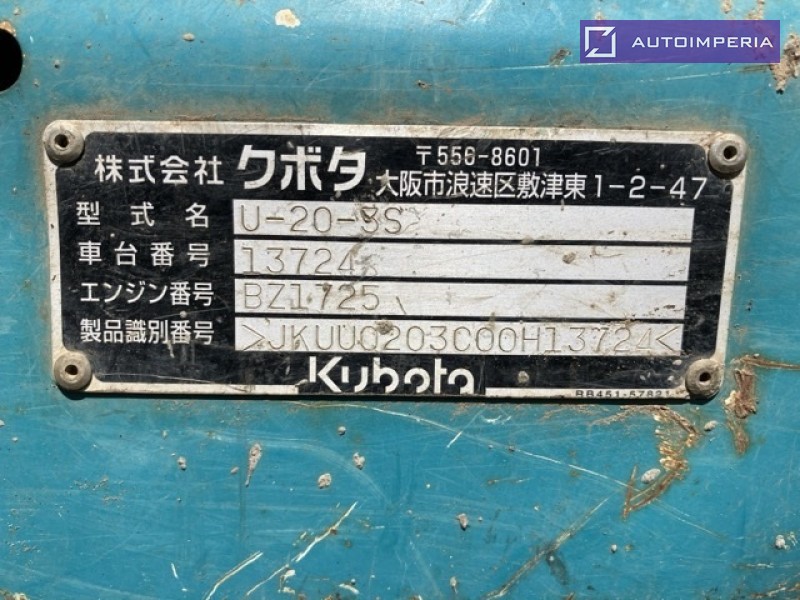 AUTOIMPERIA
株式会社 クボタ 〒556-8601
大阪市浪速区敷津東1-2-47
型式名 U-20-3S
車台番号 13724
エンジン番号 BZ1725
製品識別番号 >JKUU0203C00H13724<
Kubota
RB451-57821